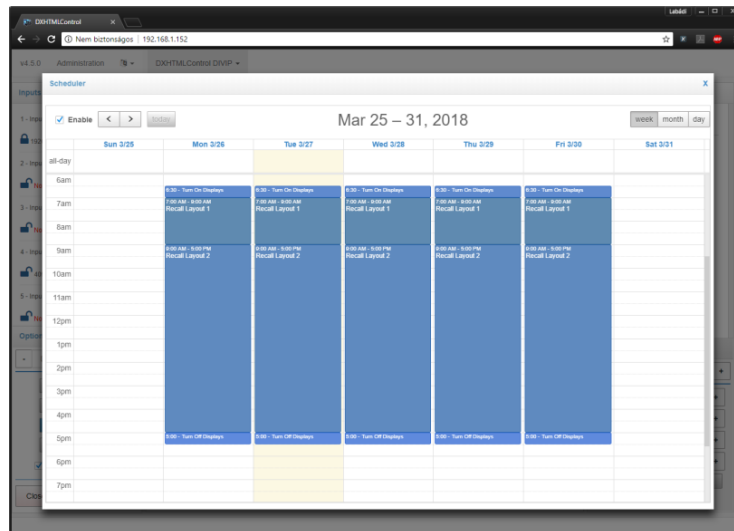 DXHTMLControl
Nem biztonságos | 192.168.1.152
v4.5.0 Administration DXHTMLControl DIVIP
Scheduler X
Inputs
Enable < > today Mar 25 – 31, 2018 week month day
Sun 3/25 Mon 3/26 Tue 3/27 Wed 3/28 Thu 3/29 Fri 3/30 Sat 3/31
all-day
6am
6:30 - Turn On Displays 6:30 - Turn On Displays 6:30 - Turn On Displays 6:30 - Turn On Displays 6:30 - Turn On Displays
7am
7:00 AM - 9:00 AM 7:00 AM - 9:00 AM 7:00 AM - 9:00 AM 7:00 AM - 9:00 AM 7:00 AM - 9:00 AM
Recall Layout 1 Recall Layout 1 Recall Layout 1 Recall Layout 1 Recall Layout 1
8am
9am
9:00 AM - 5:00 PM 9:00 AM - 5:00 PM 9:00 AM - 5:00 PM 9:00 AM - 5:00 PM 9:00 AM - 5:00 PM
Recall Layout 2 Recall Layout 2 Recall Layout 2 Recall Layout 2 Recall Layout 2
10am
11am
12pm
1pm
2pm
3pm
4pm
5pm
5:00 - Turn Off Displays 5:00 - Turn Off Displays 5:00 - Turn Off Displays 5:00 - Turn Off Displays 5:00 - Turn Off Displays
6pm
7pm